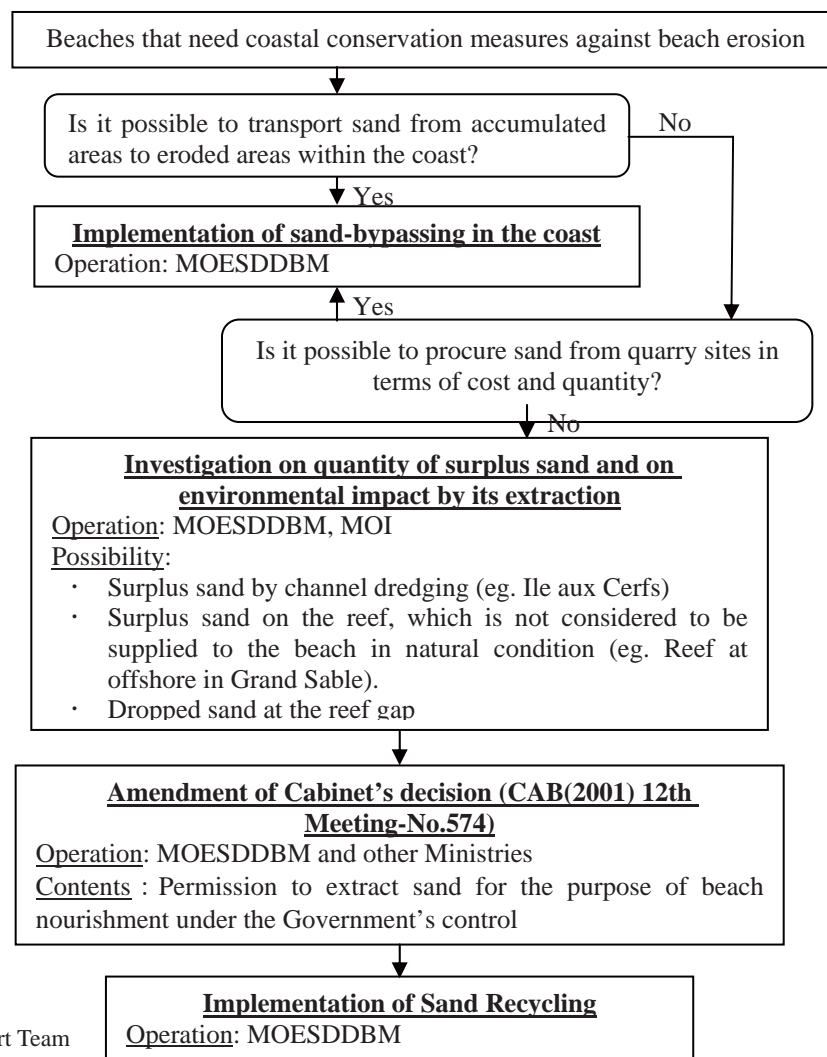 Beaches that need coastal conservation measures against beach erosion
Is it possible to transport sand from accumulated
areas to eroded areas within the coast?
No
Yes
Implementation of sand-bypassing in the coast
Operation: MOESDDBM
Yes
Is it possible to procure sand from quarry sites in
terms of cost and quantity?
No
Investigation on quantity of surplus sand and on
environmental impact by its extraction
Operation: MOESDDBM, MOI
Possibility:
・ Surplus sand by channel dredging (eg. Ile aux Cerfs)
・ Surplus sand on the reef, which is not considered to be
supplied to the beach in natural condition (eg. Reef at
offshore in Grand Sable).
・ Dropped sand at the reef gap
Amendment of Cabinet’s decision (CAB(2001) 12th
Meeting-No.574)
Operation: MOESDDBM and other Ministries
Contents : Permission to extract sand for the purpose of beach
nourishment under the Government’s control
Implementation of Sand Recycling
Operation: MOESDDBM
rt Team